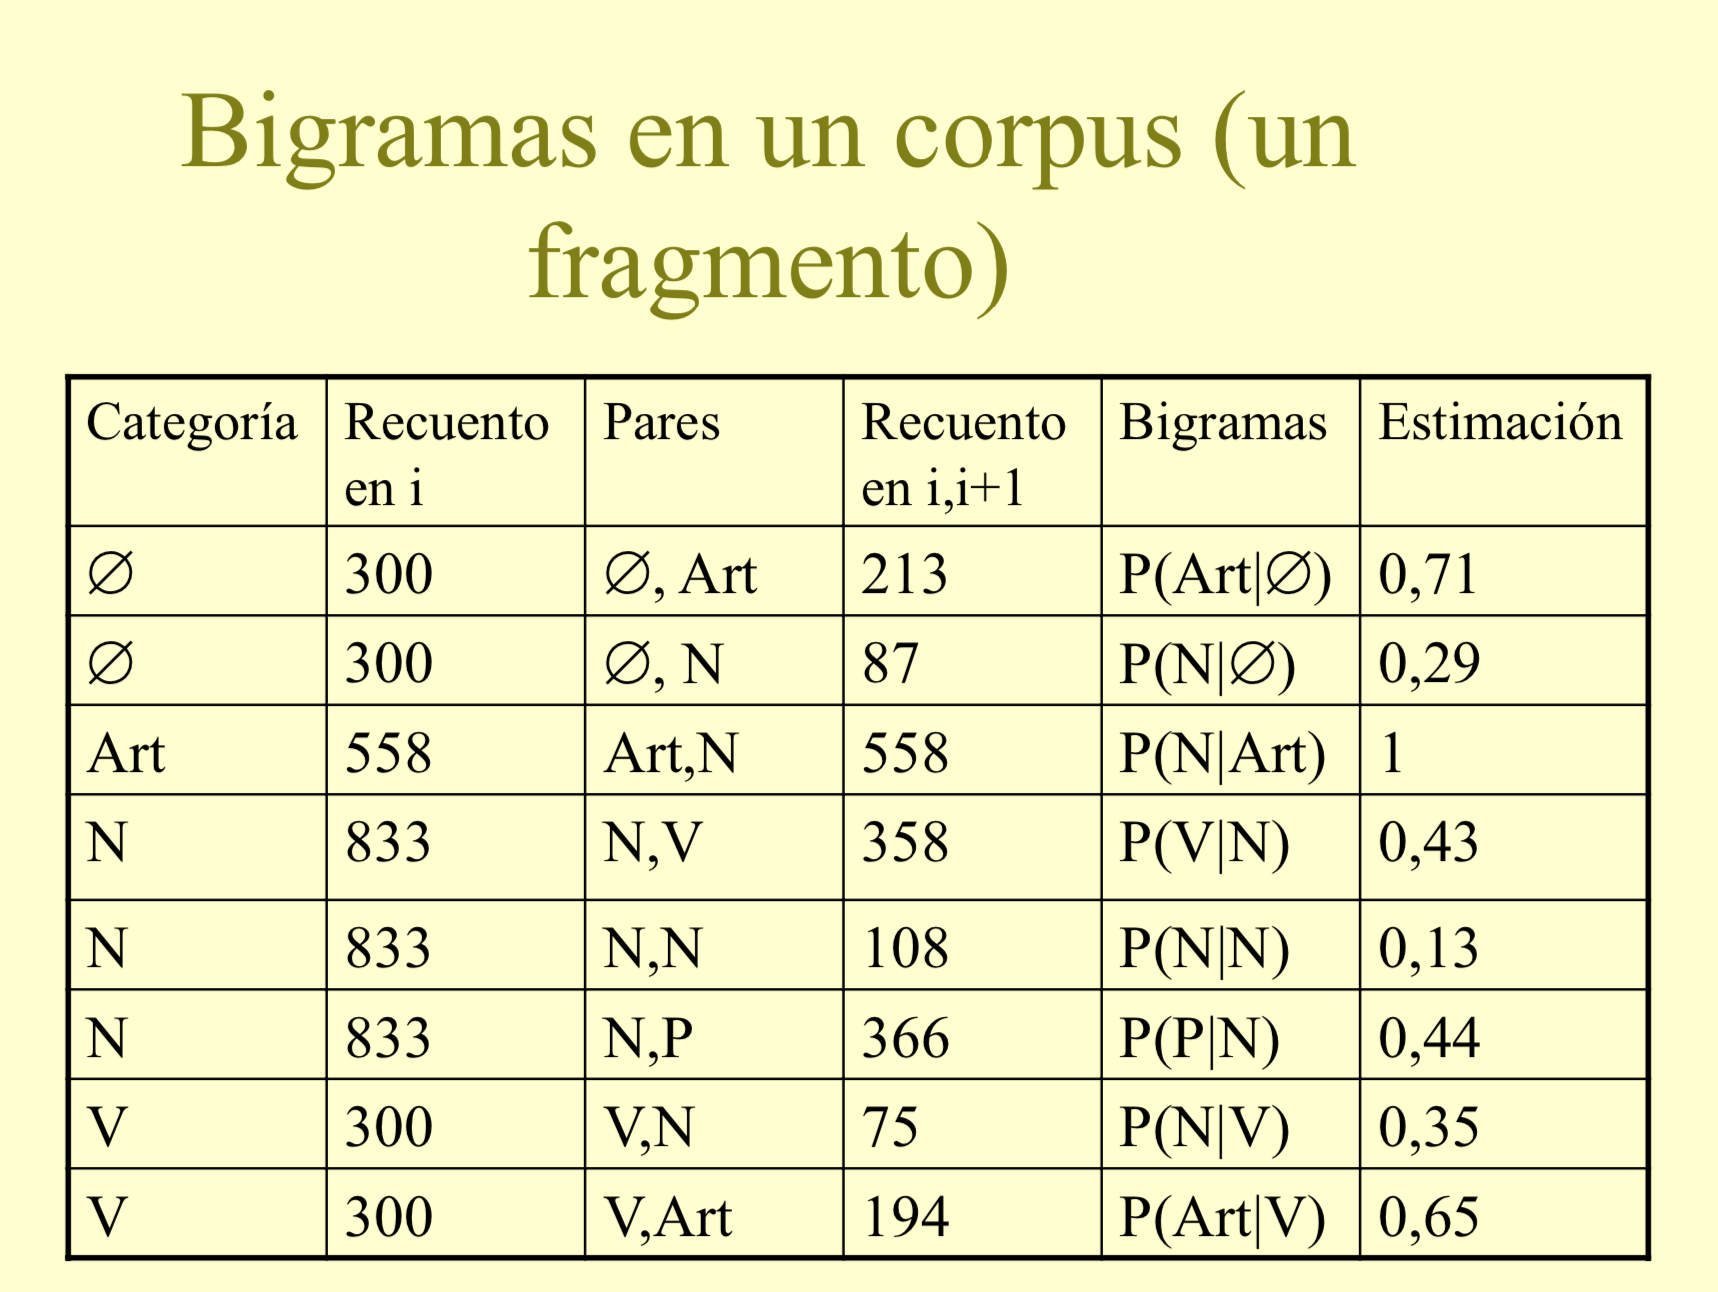 Bigramas en un corpus (un
fragmento)
Categoría Recuento en i Pares Recuento en i,i+1 Bigramas Estimación
∅ 300 ∅, Art 213 P(Art|∅) 0,71
∅ 300 ∅, N 87 P(N|∅) 0,29
Art 558 Art,N 558 P(N|Art) 1
N 833 N,V 358 P(V|N) 0,43
N 833 N,N 108 P(N|N) 0,13
N 833 N,P 366 P(P|N) 0,44
V 300 V,N 75 P(N|V) 0,35
V 300 V,Art 194 P(Art|V) 0,65